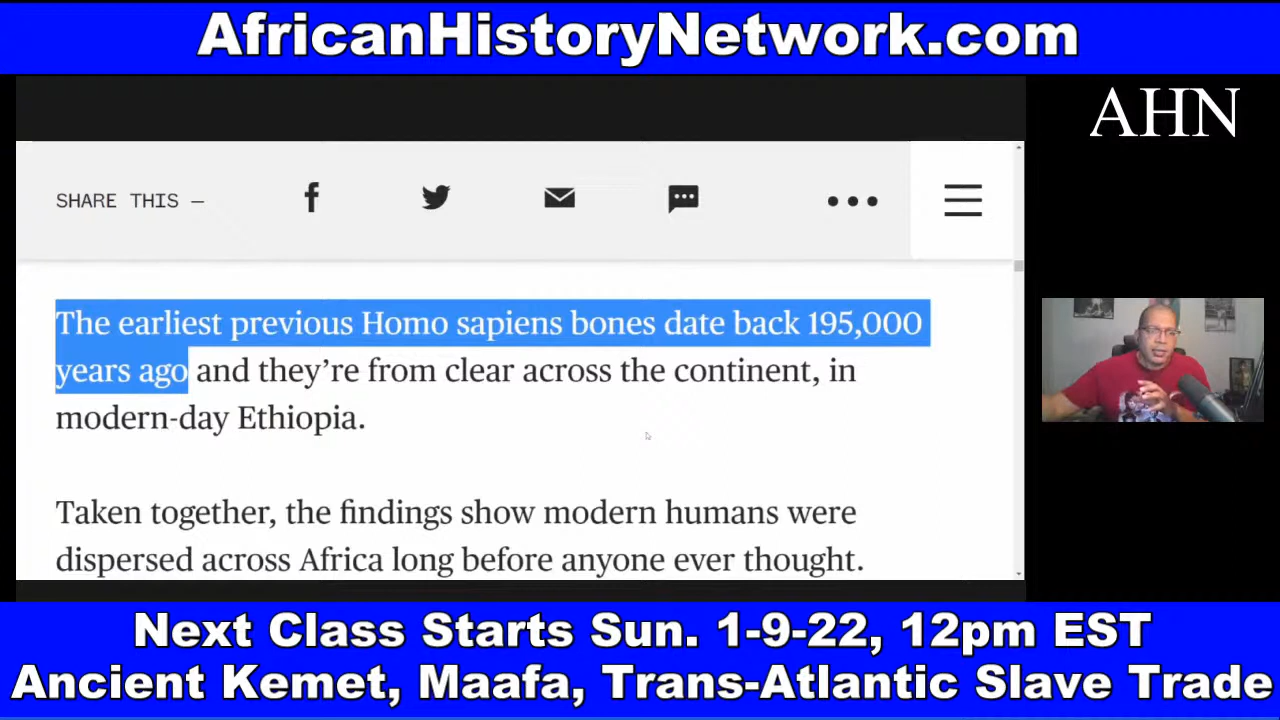 AfricanHistoryNetwork.com
AHN
SHARE THIS —
The earliest previous Homo sapiens bones date back 195,000
years ago and they’re from clear across the continent, in
modern-day Ethiopia.
Taken together, the findings show modern humans were
dispersed across Africa long before anyone ever thought.
Next Class Starts Sun. 1-9-22, 12pm EST
Ancient Kemet, Maafa, Trans-Atlantic Slave Trade